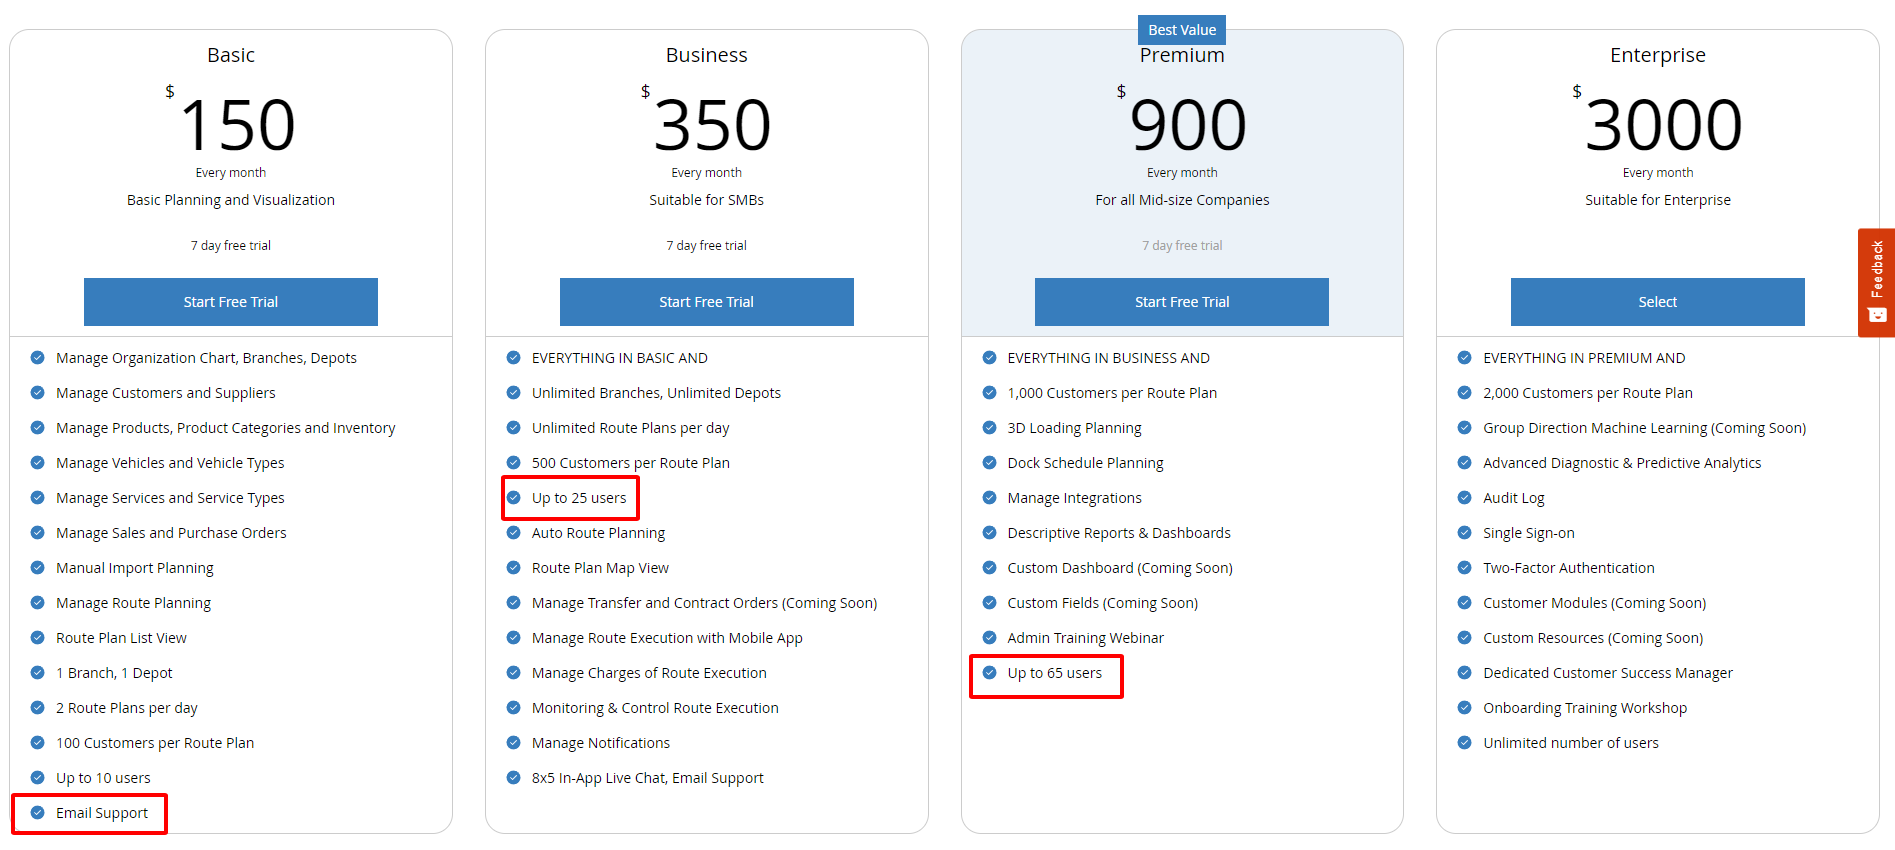 Basic
$
150
Every month
Basic Planning and Visualization
7 day free trial
Start Free Trial
Manage Organization Chart, Branches, Depots
Manage Customers and Suppliers
Manage Products, Product Categories and Inventory
Manage Vehicles and Vehicle Types
Manage Services and Service Types
Manage Sales and Purchase Orders
Manual Import Planning
Manage Route Planning
Route Plan List View
1 Branch, 1 Depot
2 Route Plans per day
100 Customers per Route Plan
Up to 10 users
Email Support
Business
$
350
Every month
Suitable for SMBs
7 day free trial
Start Free Trial
EVERYTHING IN BASIC AND
Unlimited Branches, Unlimited Depots
Unlimited Route Plans per day
500 Customers per Route Plan
Up to 25 users
Auto Route Planning
Route Plan Map View
Manage Transfer and Contract Orders (Coming Soon)
Manage Route Execution with Mobile App
Manage Charges of Route Execution
Monitoring & Control Route Execution
Manage Notifications
8x5 In-App Live Chat, Email Support
Best Value
Premium
$
900
Every month
For all Mid-size Companies
7 day free trial
Start Free Trial
EVERYTHING IN BUSINESS AND
1,000 Customers per Route Plan
3D Loading Planning
Dock Schedule Planning
Manage Integrations
Descriptive Reports & Dashboards
Custom Dashboard (Coming Soon)
Custom Fields (Coming Soon)
Admin Training Webinar
Up to 65 users
Enterprise
$
3000
Every month
Suitable for Enterprise
Select
EVERYTHING IN PREMIUM AND
2,000 Customers per Route Plan
Group Direction Machine Learning (Coming Soon)
Advanced Diagnostic & Predictive Analytics
Audit Log
Single Sign-on
Two-Factor Authentication
Customer Modules (Coming Soon)
Custom Resources (Coming Soon)
Dedicated Customer Success Manager
Onboarding Training Workshop
Unlimited number of users
Feedback